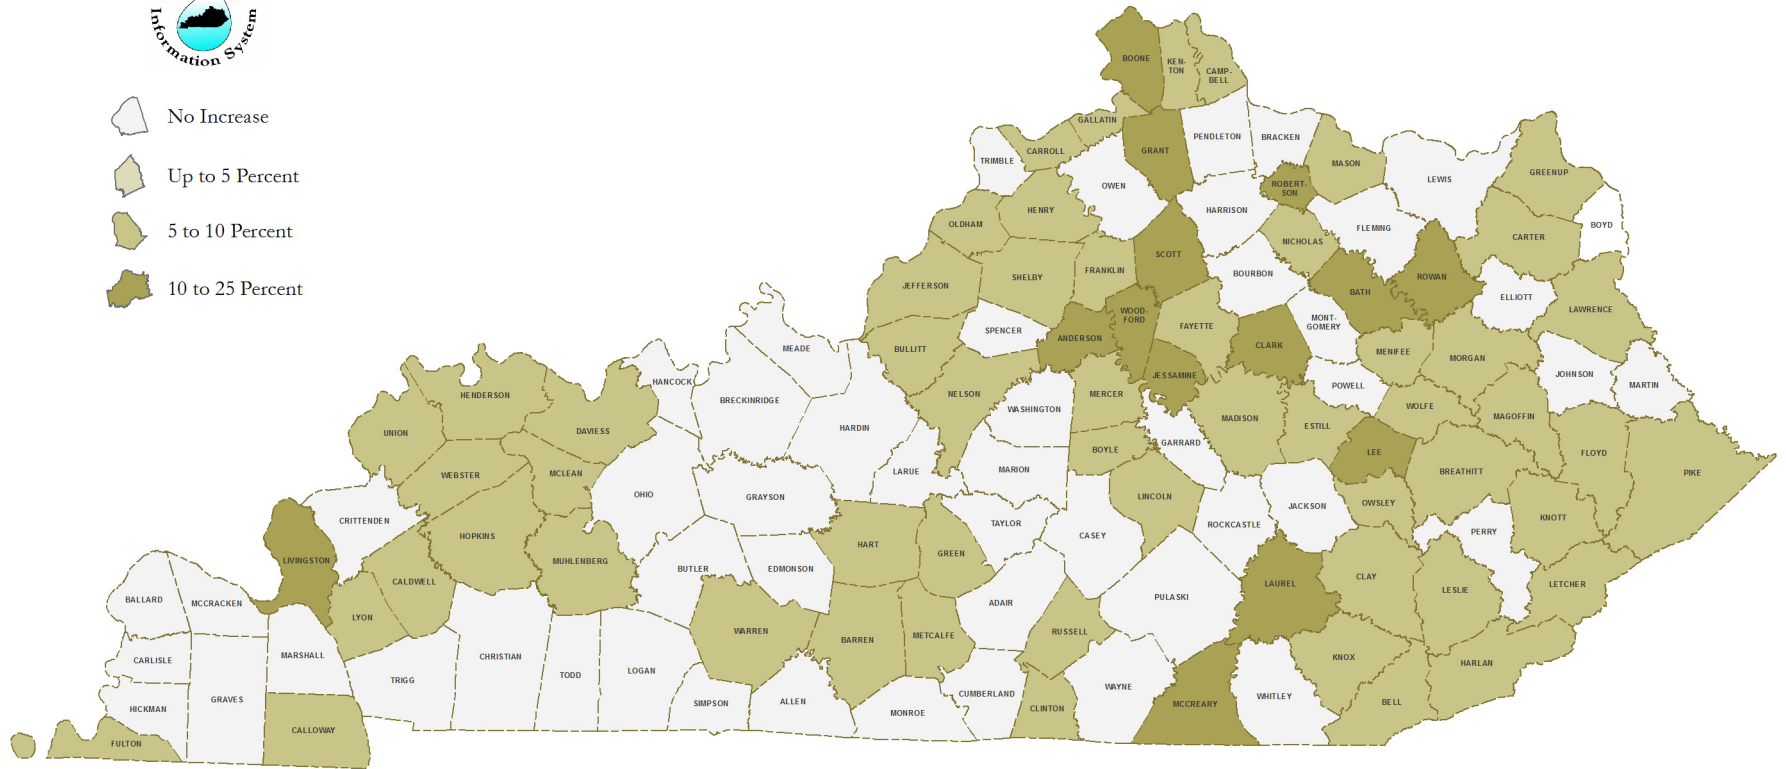 Information System
No Increase
Up to 5 Percent
5 to 10 Percent
10 to 25 Percent
BOONE
KEN-
TON
CAMP-
BELL
GALLATIN
CARROLL
TRIMBLE
GRANT
PENDLETON
BRACKEN
MASON
ROBERT-
SON
LEWIS
GREENUP
OWEN
HENRY
OLDHAM
HARRISON
NICHOLAS
FLEMING
CARTER
BOYD
SCOTT
FRANKLIN
SHELBY
JEFFERSON
BOURBON
BATH
ROWAN
ELLIOTT
LAWRENCE
WOOD-
FORD
FAYETTE
MONT-
GOMERY
SPENCER
ANDERSON
CLARK
BULLITT
MENIFEE
MORGAN
JESSAMINE
MEADE
HANCOCK
BRECKINRIDGE
NELSON
MERCER
WASHINGTON
POWELL
JOHNSON
MARTIN
HENDERSON
UNION
DAVIESS
HARDIN
WOLFE
MAGOFFIN
MADISON
ESTILL
GARRARD
BOYLE
LEE
FLOYD
PIKE
WEBSTER
MCLEAN
OHIO
GRAYSON
LARUE
MARION
BREATHITT
LINCOLN
OWSLEY
JACKSON
KNOTT
CRITTENDEN
HOPKINS
TAYLOR
CASEY
ROCKCASTLE
PERRY
LIVINGSTON
MUHLENBERG
HART
GREEN
BUTLER
EDMONSON
CALDWELL
LAUREL
CLAY
LESLIE
LETCHER
BALLARD
MCCRACKEN
LYON
ADAIR
PULASKI
WARREN
BARREN
METCALFE
RUSSELL
CARLISLE
MARSHALL
CHRISTIAN
TODD
LOGAN
KNOX
HARLAN
TRIGG
GRAVES
HICKMAN
SIMPSON
ALLEN
MONROE
CUMBERLAND
CLINTON
WAYNE
MCCREARY
WHITLEY
BELL
CALLOWAY
FULTON